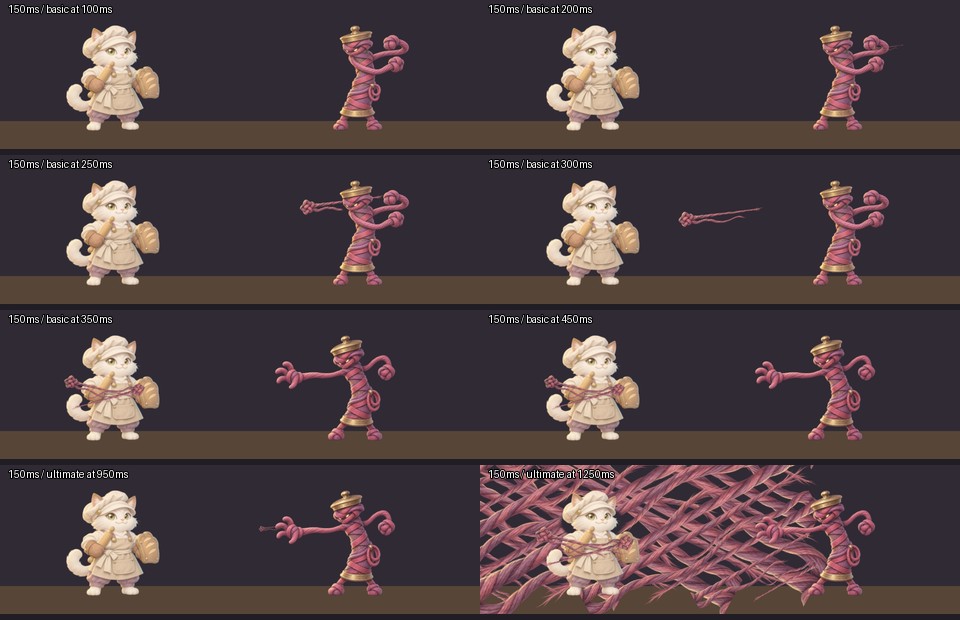 150ms / basic at 100ms
150ms / basic at 200ms
150ms / basic at 250ms
150ms / basic at 300ms
150ms / basic at 350ms
150ms / basic at 450ms
150ms / ultimate at 950ms
150ms / ultimate at 1250ms